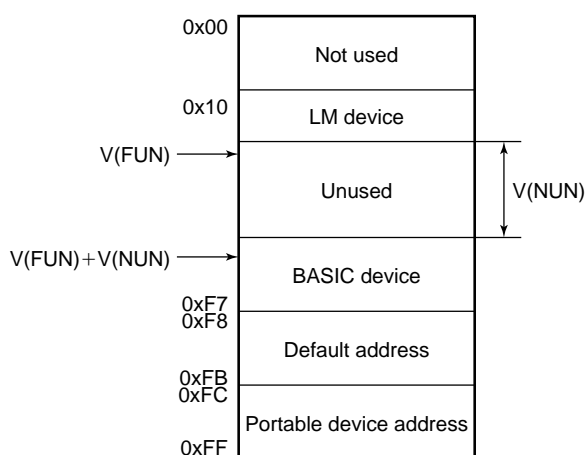 0x00
Not used
0x10
LM device
V(FUN)
Unused
V(NUN)
V(FUN)+V(NUN)
BASIC device
0xF7
0xF8
Default address
0xFB
0xFC
Portable device address
0xFF